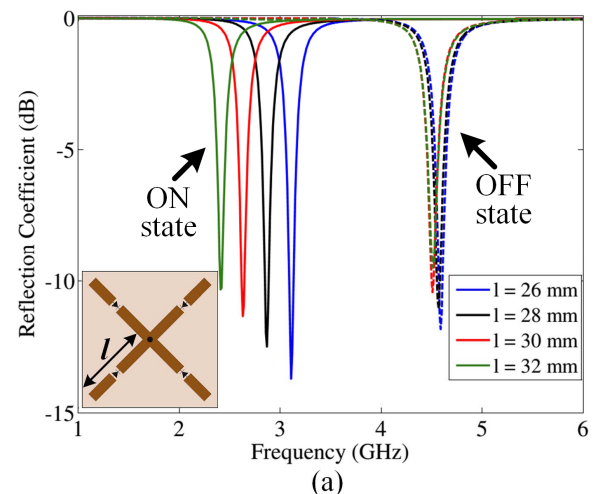 0
-5
-10
-15
Reflection Coefficient (dB)
ON
state
OFF
state
l
l = 26 mm
l = 28 mm
l = 30 mm
l = 32 mm
1 2 3 4 5 6
Frequency (GHz)
(a)